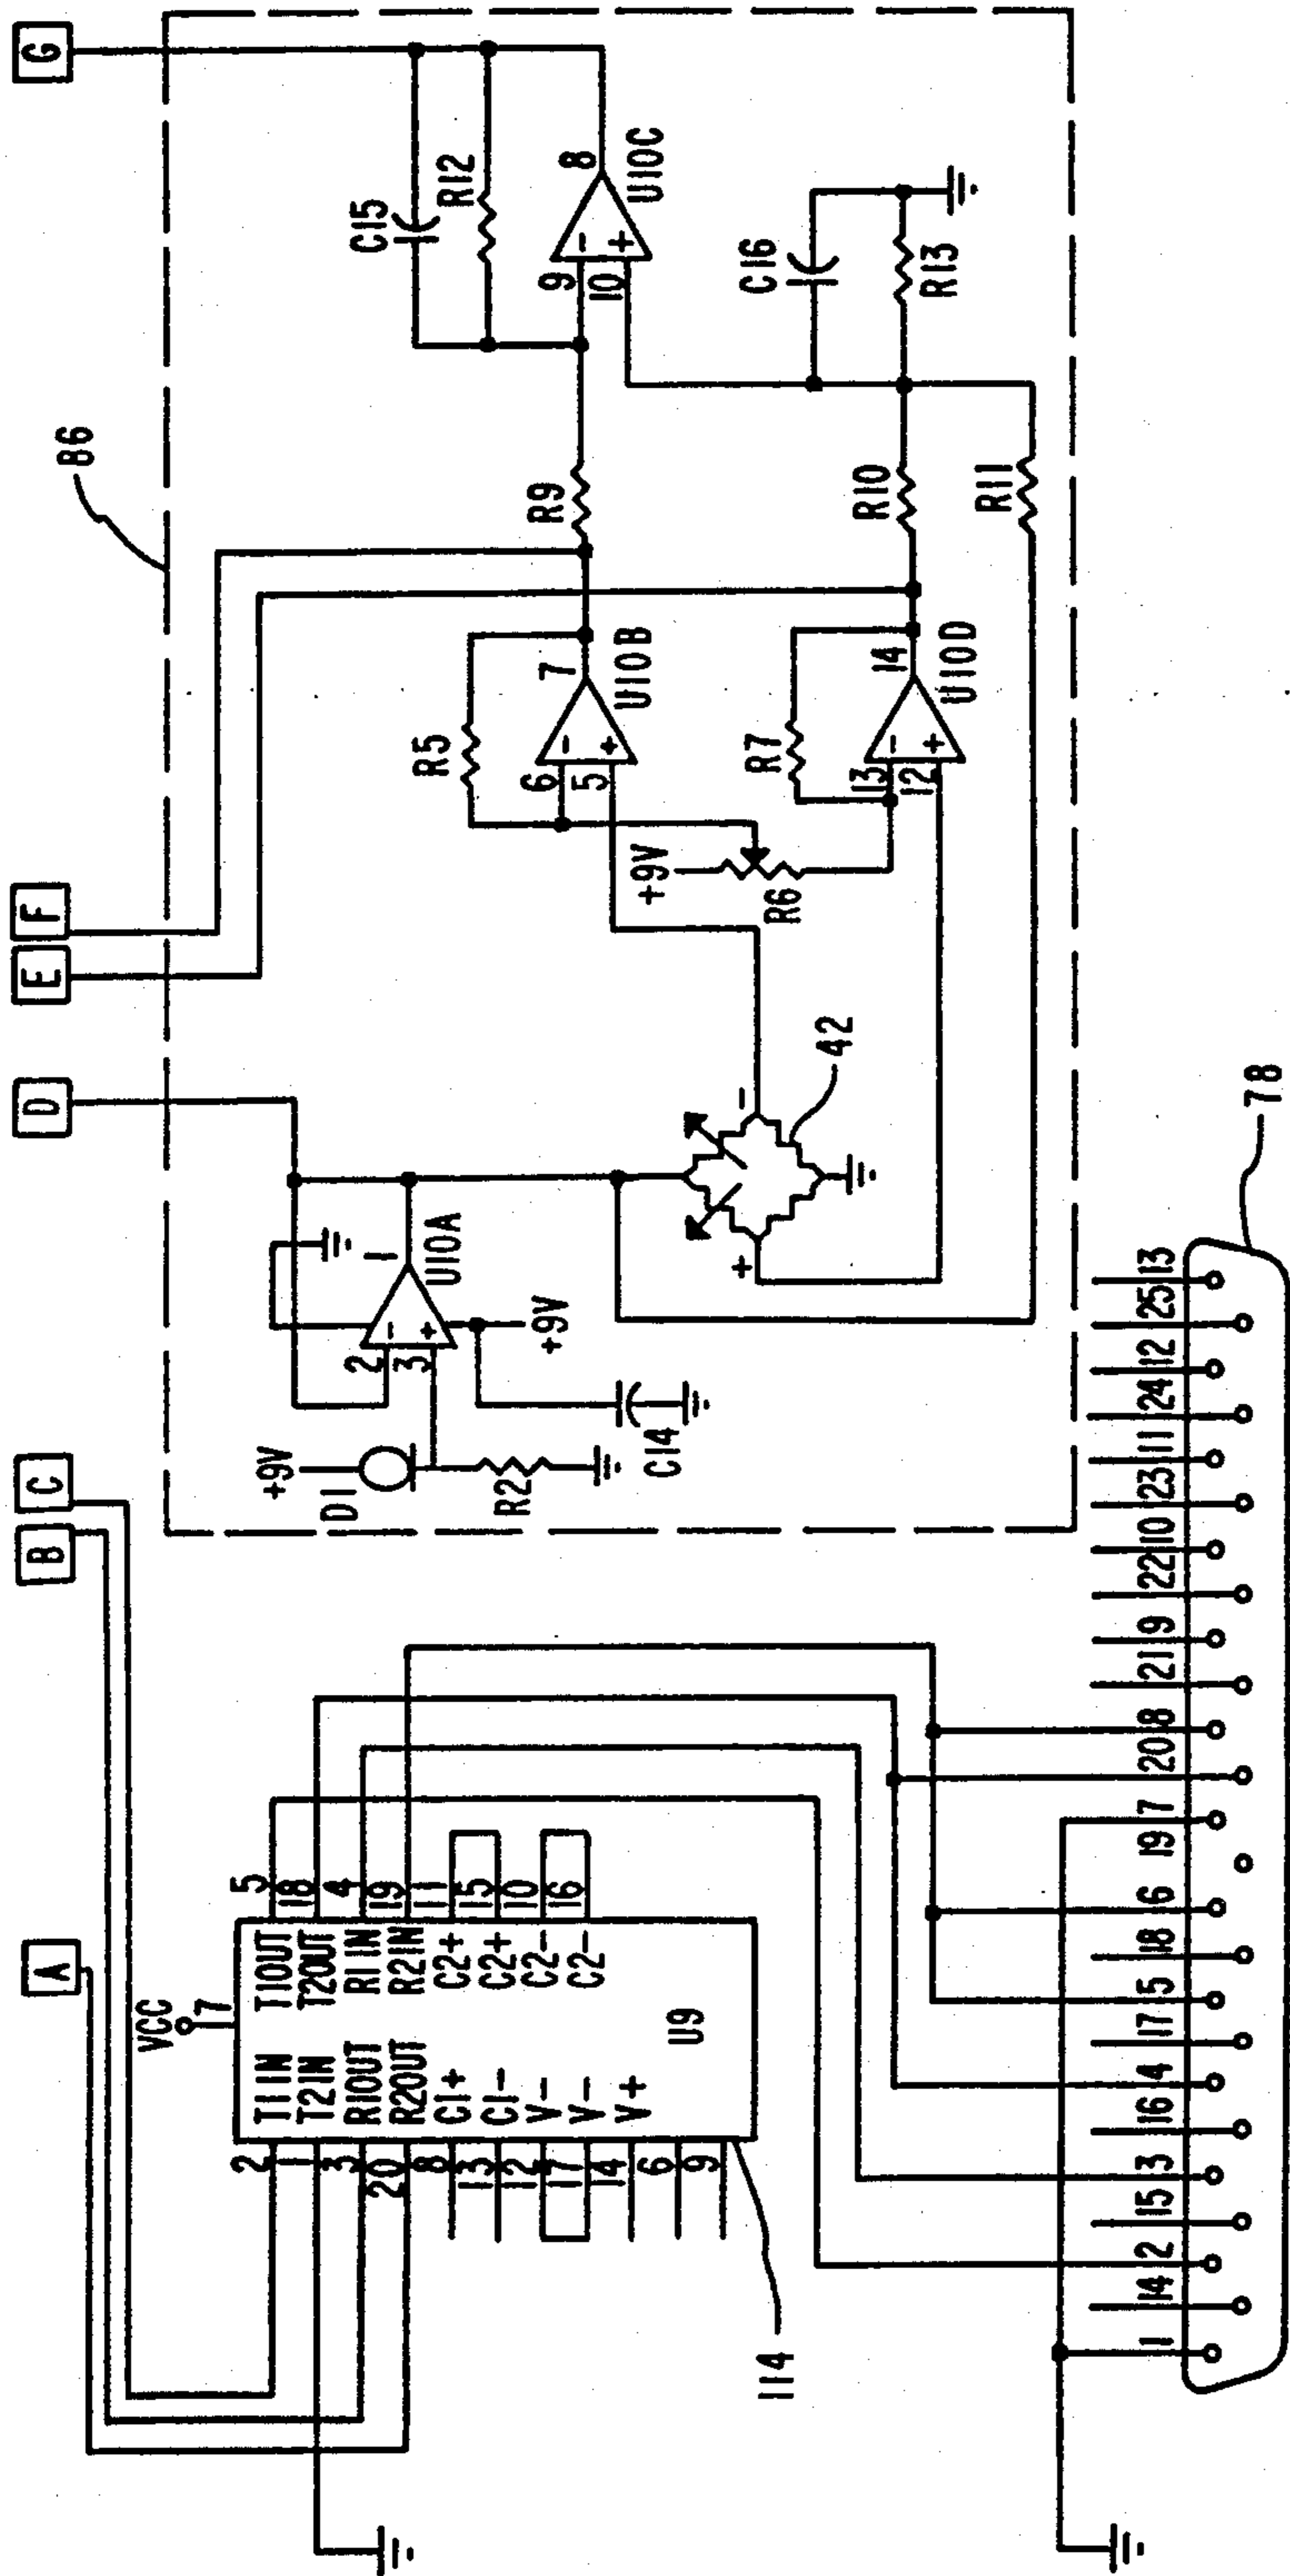 A
B
C
D
E
F
G
86
VCC
7
T1IN
T2IN
R1OUT
R2OUT
C1+
C1-
V-
V-
V+
T1OUT
T2OUT
R1IN
R2IN
C2+
C2+
C2-
C2-
U9
2
1
3
20
8
13
12
17
14
6
9
5
18
4
19
11
15
10
16
114
+9V
D1
R2
2
3
-
+
1
U10A
+9V
C14
+
-
42
R5
6
5
-
+
7
U10B
+9V
R6
R7
13
12
-
+
14
U10D
R9
R10
R11
C15
R12
9
10
-
+
8
U10C
C16
R13
1
14
2
15
3
16
4
17
5
18
6
19
7
20
8
21
9
22
10
23
11
24
12
25
13
78